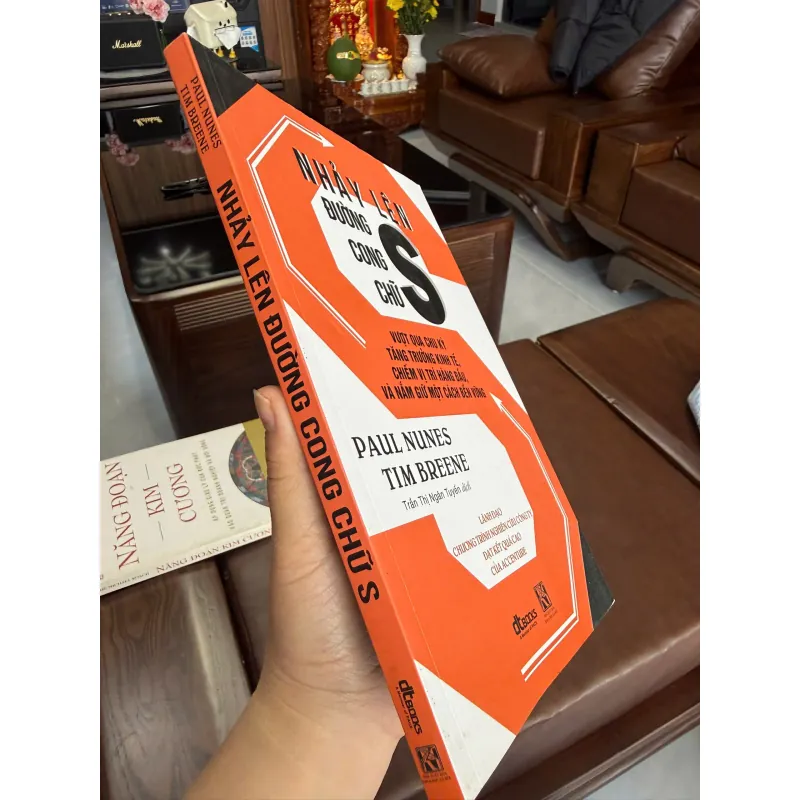 Marshall
PAUL NUNES
TIM BREENE
NHẢY LÊN ĐƯỜNG CONG CHỮ S
dtBOOKS
NHẢY LÊN
ĐƯỜNG
CONG
CHỮ
S
VƯỢT QUA CHU KỲ
TĂNG TRƯỞNG KINH TẾ,
CHIẾM VỊ TRÍ HÀNG ĐẦU,
VÀ NẮM GIỮ MỘT CÁCH BỀN VỮNG
PAUL NUNES
TIM BREENE
Trần Thị Ngân Tuyến dịch
LÃNH ĐẠO
CHƯƠNG TRÌNH NGHIÊN CỨU CÔNG TY
ĐẠT KẾT QUẢ CAO
CỦA ACCENTURE
dtBOOKS
NĂNG ĐOẠN
KIM
CƯƠNG
NĂNG ĐOẠN KIM CƯƠNG